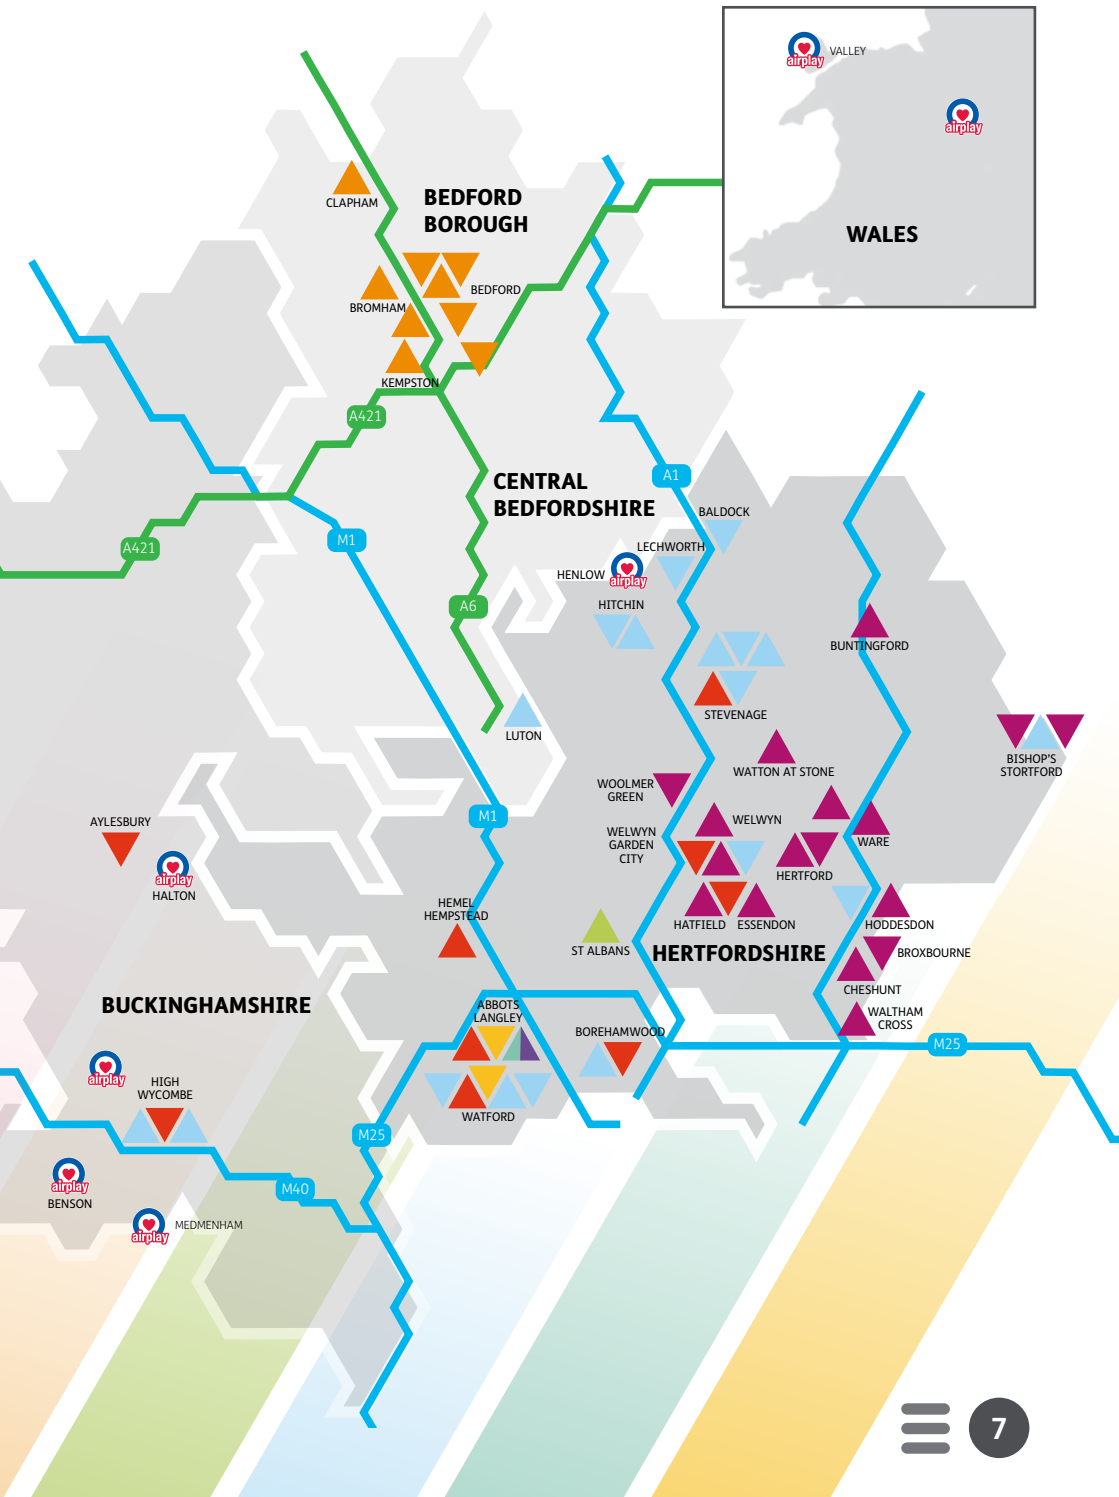 airplay
VALLEY
airplay
WALES
CLAPHAM
BEDFORD
BOROUGH
BEDFORD
BROMHAM
KEMPSTON
A421
CENTRAL
BEDFORDSHIRE
A1
BALDOCK
A421
M1
LECHWORTH
HENLOW
airplay
HITCHIN
A6
BUNTINGFORD
STEVENAGE
LUTON
WATTON AT STONE
BISHOP'S
STORTFORD
WOOLMER
GREEN
M1
WELWYN
AYLESBURY
WELWYN
GARDEN
CITY
WARE
HERTFORD
airplay
HALTON
HEMEL
HEMPSTEAD
HATFIELD
ESSENDON
HODDESDON
ST ALBANS
HERTFORDSHIRE
BROXBOURNE
CHESHUNT
BUCKINGHAMSHIRE
ABBOTS
LANGLEY
WALTHAM
CROSS
BOREHAMWOOD
M25
airplay
HIGH
WYCOMBE
WATFORD
M25
airplay
BENSON
M40
airplay
MEDMENHAM
7